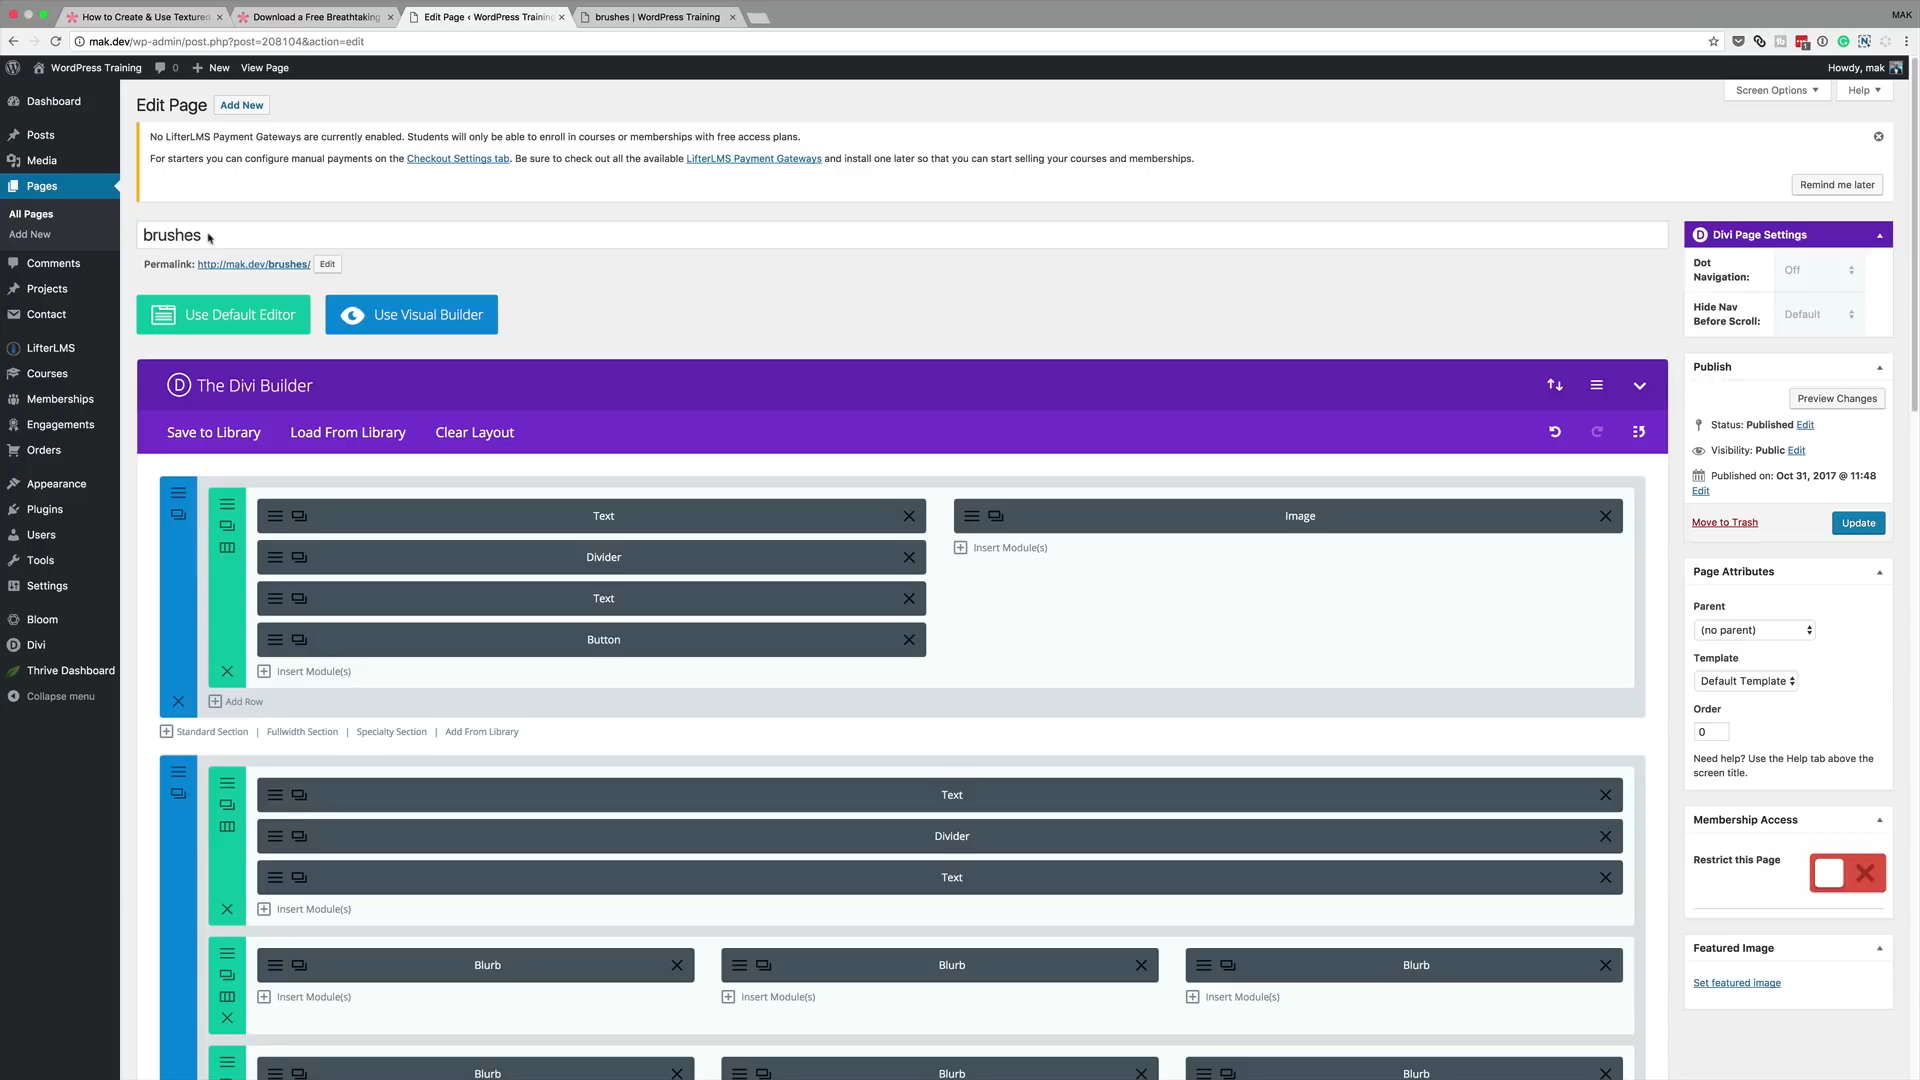 How to Create & Use Textured
Download a Free Breathtaking
Edit Page ‹ WordPress Training
brushes | WordPress Training
MAK
mak.dev/wp-admin/post.php?post=208104&action=edit
WordPress Training
0
New
View Page
Howdy, mak
Dashboard
Posts
Media
Pages
All Pages
Add New
Comments
Projects
Contact
LifterLMS
Courses
Memberships
Engagements
Orders
Appearance
Plugins
Users
Tools
Settings
Bloom
Divi
Thrive Dashboard
Collapse menu
Edit Page
Add New
Screen Options
Help
No LifterLMS Payment Gateways are currently enabled. Students will only be able to enroll in courses or memberships with free access plans.
For starters you can configure manual payments on the Checkout Settings tab. Be sure to check out all the available LifterLMS Payment Gateways and install one later so that you can start selling your courses and memberships.
Remind me later
brushes
Permalink: http://mak.dev/brushes/
Edit
Use Default Editor
Use Visual Builder
The Divi Builder
Save to Library
Load From Library
Clear Layout
Text
Image
Insert Module(s)
Divider
Text
Button
Insert Module(s)
Add Row
Standard Section | Fullwidth Section | Specialty Section | Add From Library
Text
Divider
Text
Insert Module(s)
Blurb
Blurb
Blurb
Insert Module(s)
Insert Module(s)
Insert Module(s)
Blurb
Blurb
Blurb
Divi Page Settings
Dot
Navigation:
Off
Hide Nav
Before Scroll:
Default
Publish
Preview Changes
Status: Published Edit
Visibility: Public Edit
Published on: Oct 31, 2017 @ 11:48
Edit
Move to Trash
Update
Page Attributes
Parent
(no parent)
Template
Default Template
Order
0
Need help? Use the Help tab above the
screen title.
Membership Access
Restrict this Page
Featured Image
Set featured image